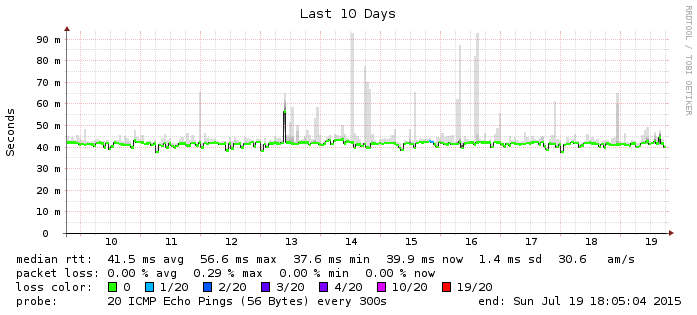 Last 10 Days
RRDTOOL / TOBI OETIKER
Seconds
90 m
80 m
70 m
60 m
50 m
40 m
30 m
20 m
10 m
0
10 11 12 13 14 15 16 17 18 19
median rtt: 41.5 ms avg 56.6 ms max 37.6 ms min 39.9 ms now 1.4 ms sd 30.6 am/s
packet loss: 0.00 % avg 0.29 % max 0.00 % min 0.00 % now
loss color: 0 1/20 2/20 3/20 4/20 10/20 19/20
probe: 20 ICMP Echo Pings (56 Bytes) every 300s end: Sun Jul 19 18:05:04 2015